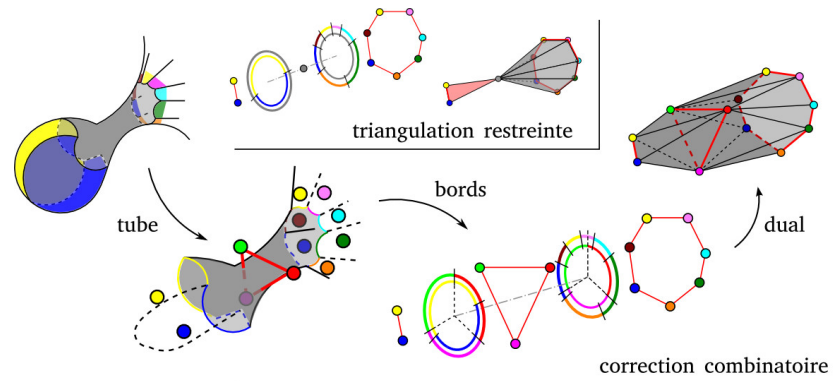 triangulation restreinte
tube
bords
dual
correction combinatoire